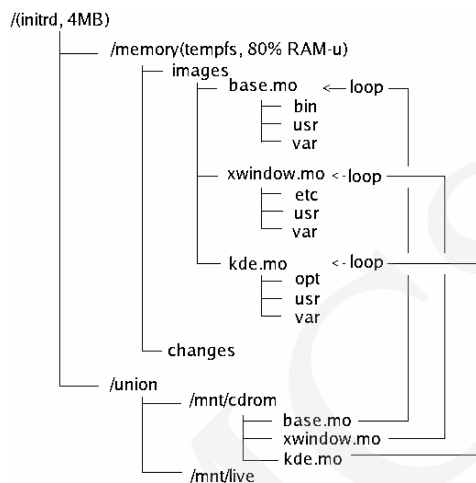 /(initrd, 4MB)
/memory(tempfs, 80% RAM-u)
images
base.mo <- loop
bin
usr
var
xwindow.mo <- loop
etc
usr
var
kde.mo <- loop
opt
usr
var
changes
/union
/mnt/cdrom
base.mo
xwindow.mo
kde.mo
/mnt/live